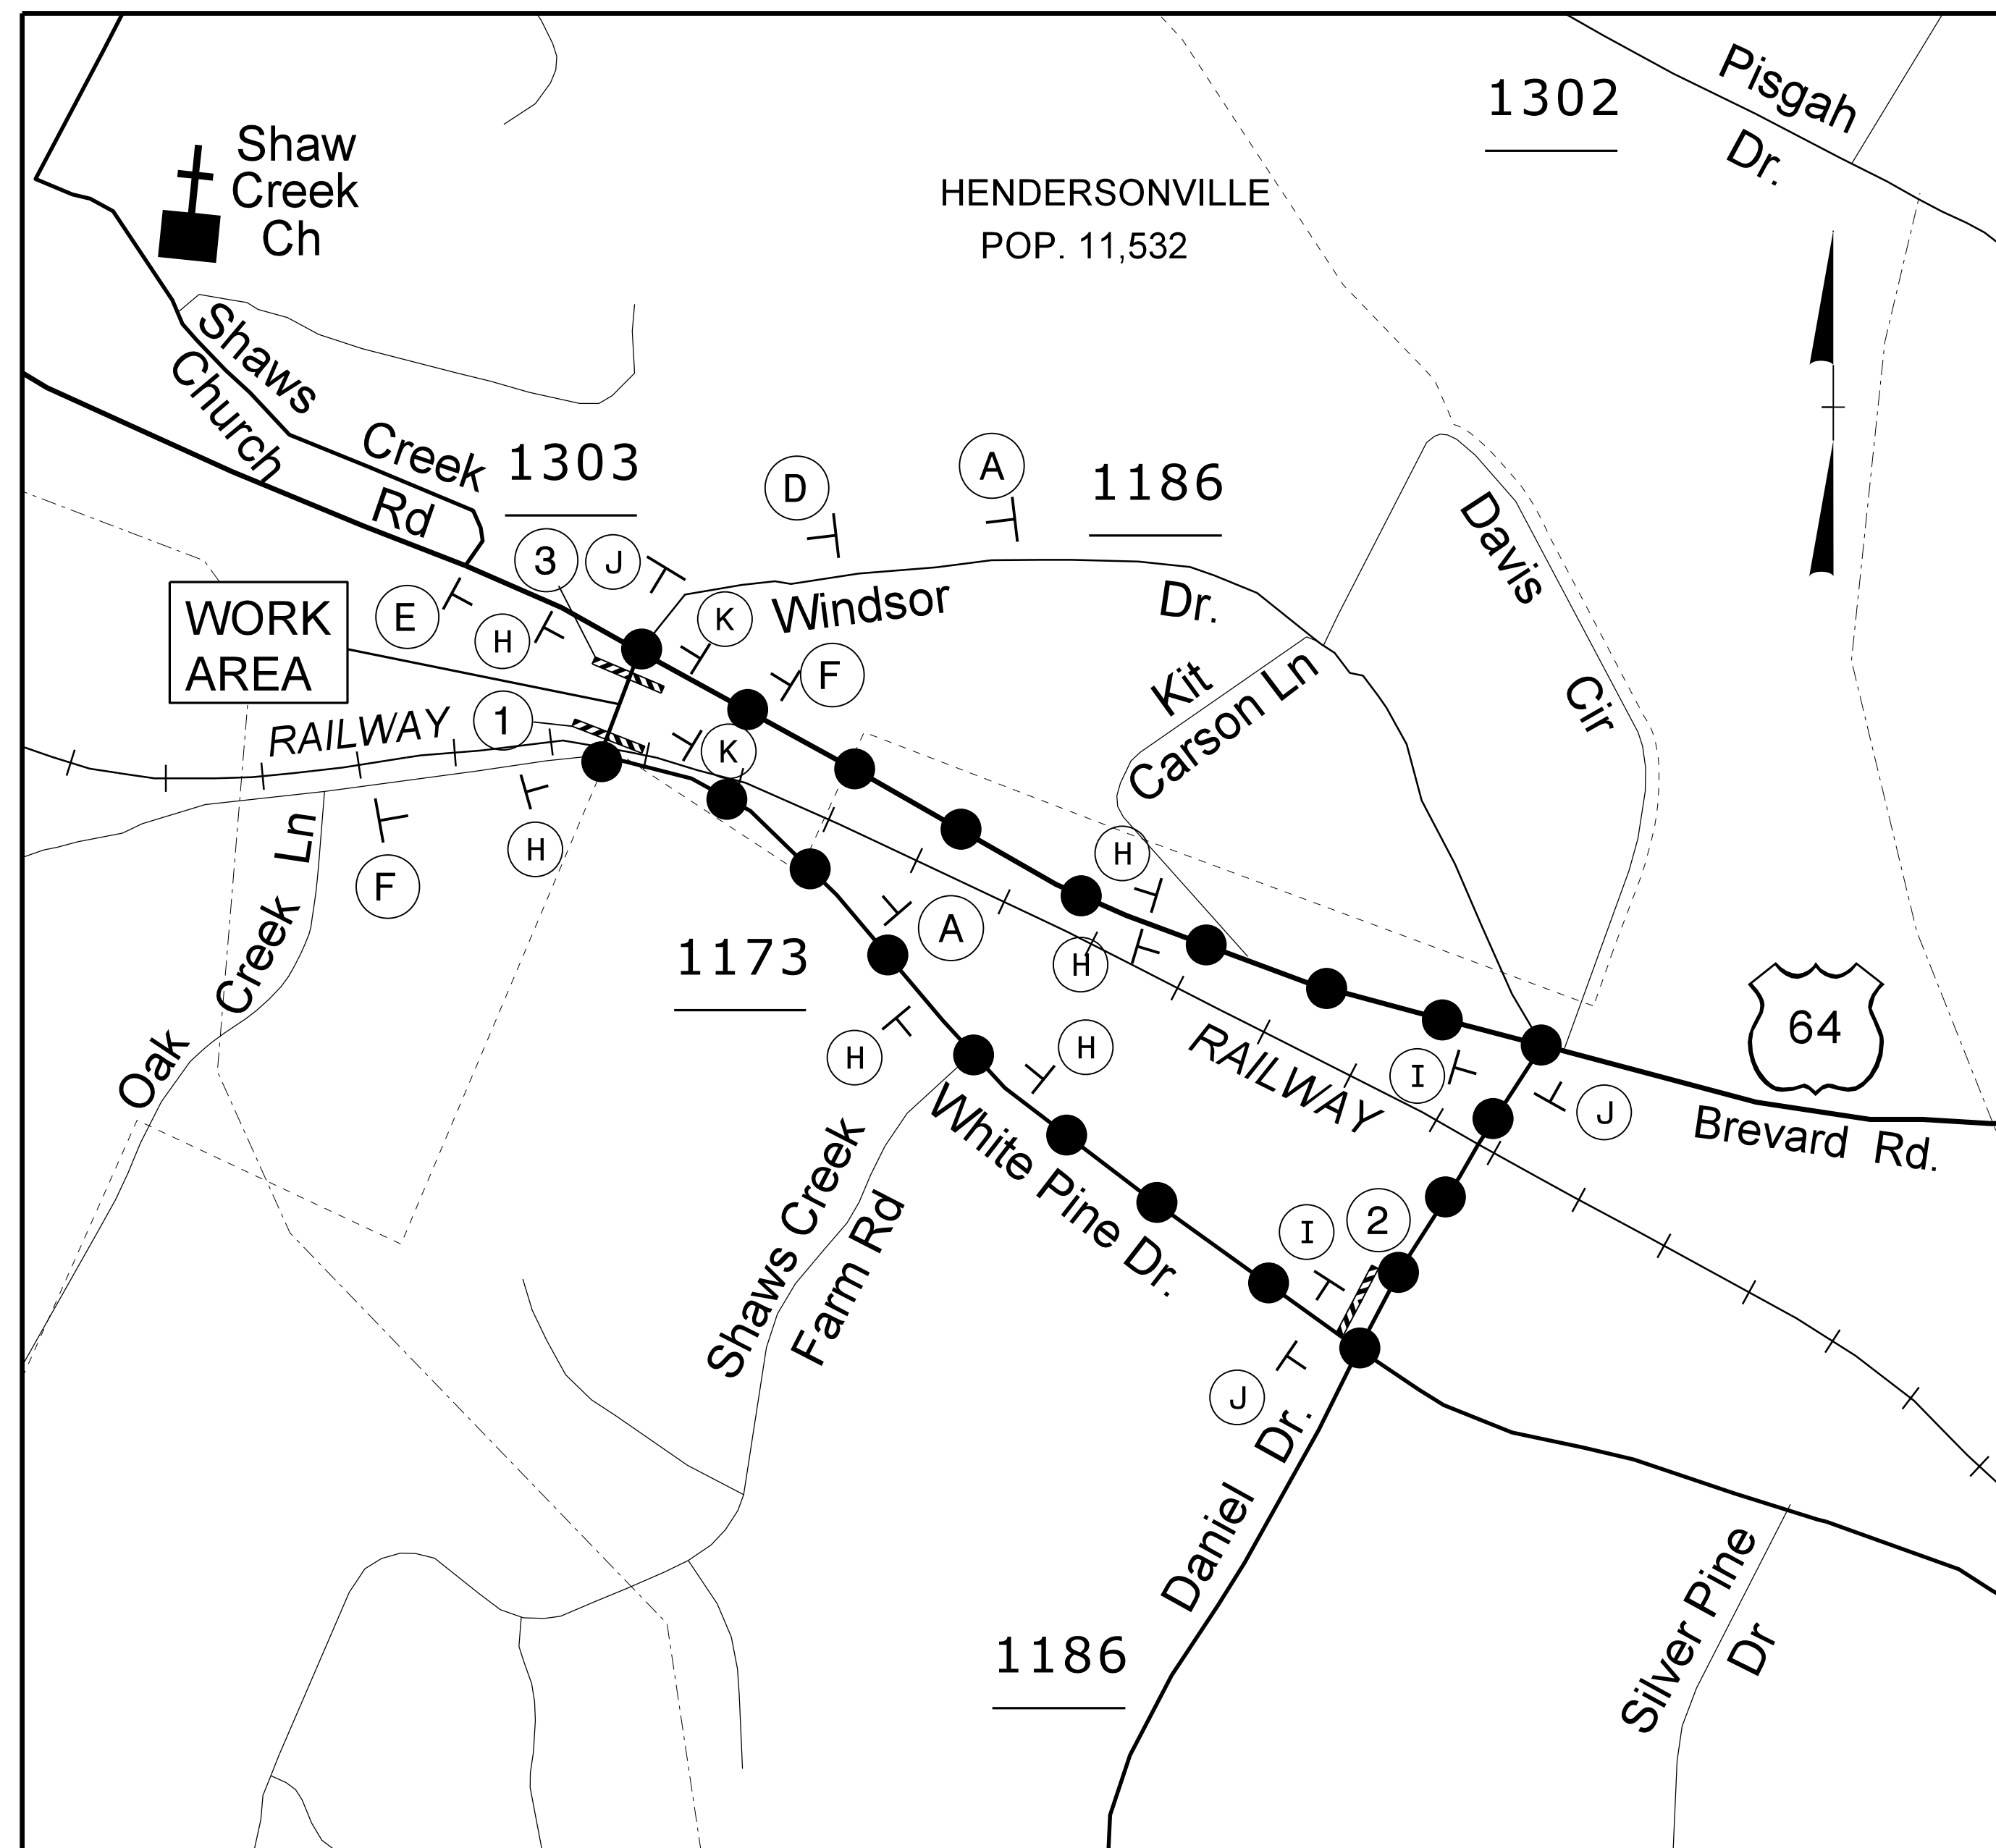 Pisgah
Dr.
1302
Shaw
Creek
Ch
HENDERSONVILLE
POP. 11,532
Shaws
Church
Creek
Rd
1303
D
A
1186
Davis
Cir
3
J
WORK
AREA
E
H
K
Windsor
Dr.
F
Kit
Carson Ln
RAILWAY
1
K
H
F
H
A
H
1173
Oak Creek Ln
H
H
RAILWAY
I
J
64
Brevard Rd.
White Pine Dr.
Shaws Creek
Farm Rd
I
2
J
Daniel Dr.
Silver Pine
Dr
1186